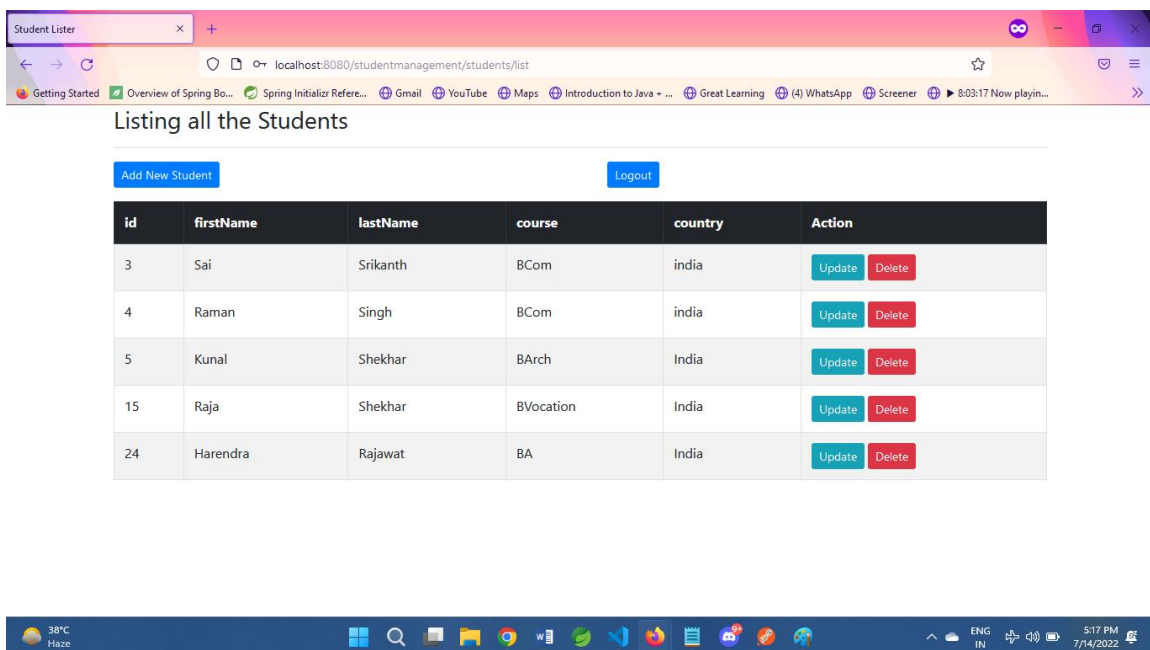 Student Lister
localhost:8080/studentmanagement/students/list
Getting Started Overview of Spring Bo... Spring Initializr Refere... Gmail YouTube Maps Introduction to Java + ... Great Learning (4) WhatsApp Screener ▶ 8:03:17 Now playin...
Listing all the Students
Add New Student Logout
id firstName lastName course country Action
3 Sai Srikanth BCom india Update Delete
4 Raman Singh BCom india Update Delete
5 Kunal Shekhar BArch India Update Delete
15 Raja Shekhar BVocation India Update Delete
24 Harendra Rajawat BA India Update Delete
38°C
Haze
ENG
IN
5:17 PM
7/14/2022